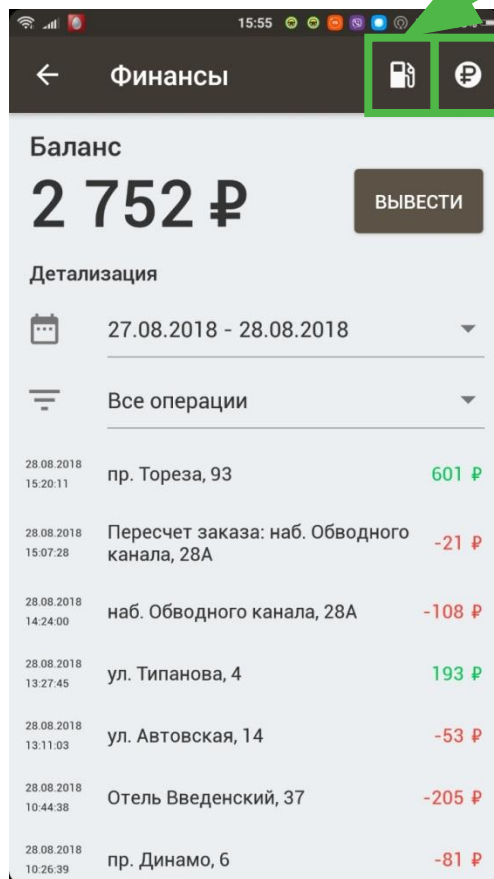 15:55
Финансы
Баланс
2 752 ₽
ВЫВЕСТИ
Детализация
27.08.2018 - 28.08.2018
Все операции
28.08.2018
15:20:11
пр. Тореза, 93
601 ₽
28.08.2018
15:07:28
Пересчет заказа: наб. Обводного
канала, 28А
-21 ₽
28.08.2018
14:24:00
наб. Обводного канала, 28А
-108 ₽
28.08.2018
13:27:45
ул. Типанова, 4
193 ₽
28.08.2018
13:11:03
ул. Автовская, 14
-53 ₽
28.08.2018
10:44:38
Отель Введенский, 37
-205 ₽
28.08.2018
10:26:39
пр. Динамо, 6
-81 ₽